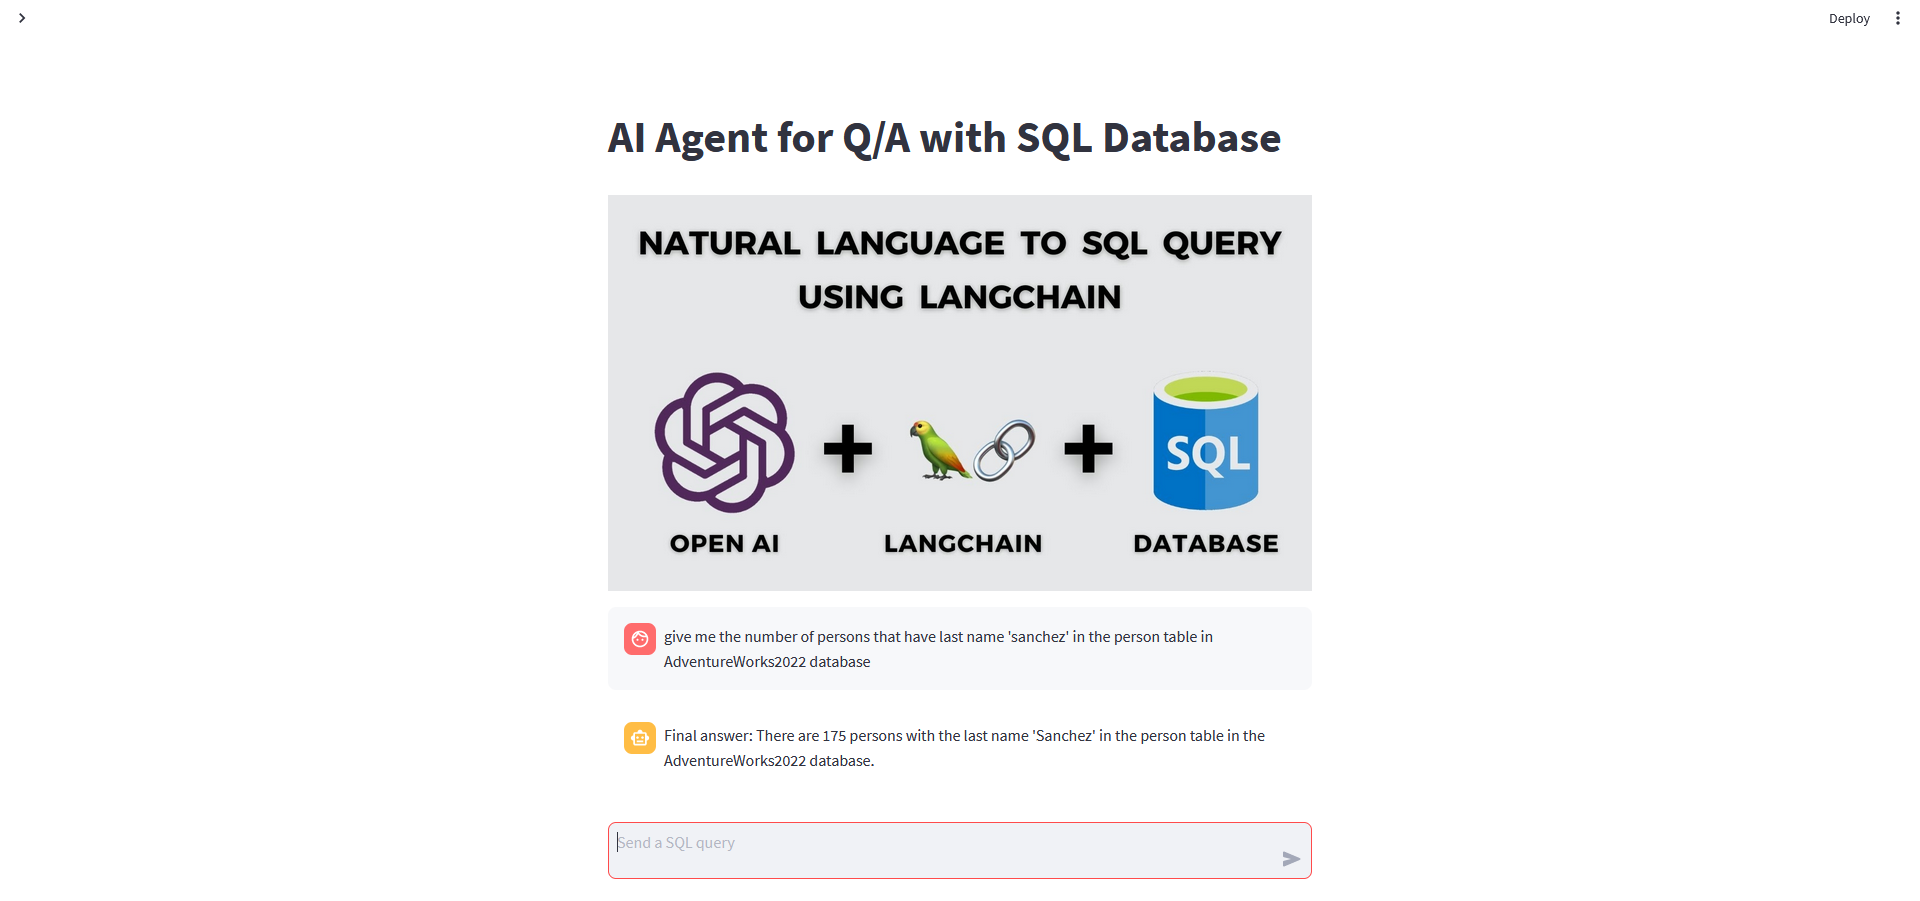 Deploy
AI Agent for Q/A with SQL Database
NATURAL LANGUAGE TO SQL QUERY
USING LANGCHAIN
SQL
OPEN AI
LANGCHAIN
DATABASE
give me the number of persons that have last name 'sanchez' in the person table in
AdventureWorks2022 database
Final answer: There are 175 persons with the last name 'Sanchez' in the person table in the
AdventureWorks2022 database.
Send a SQL query